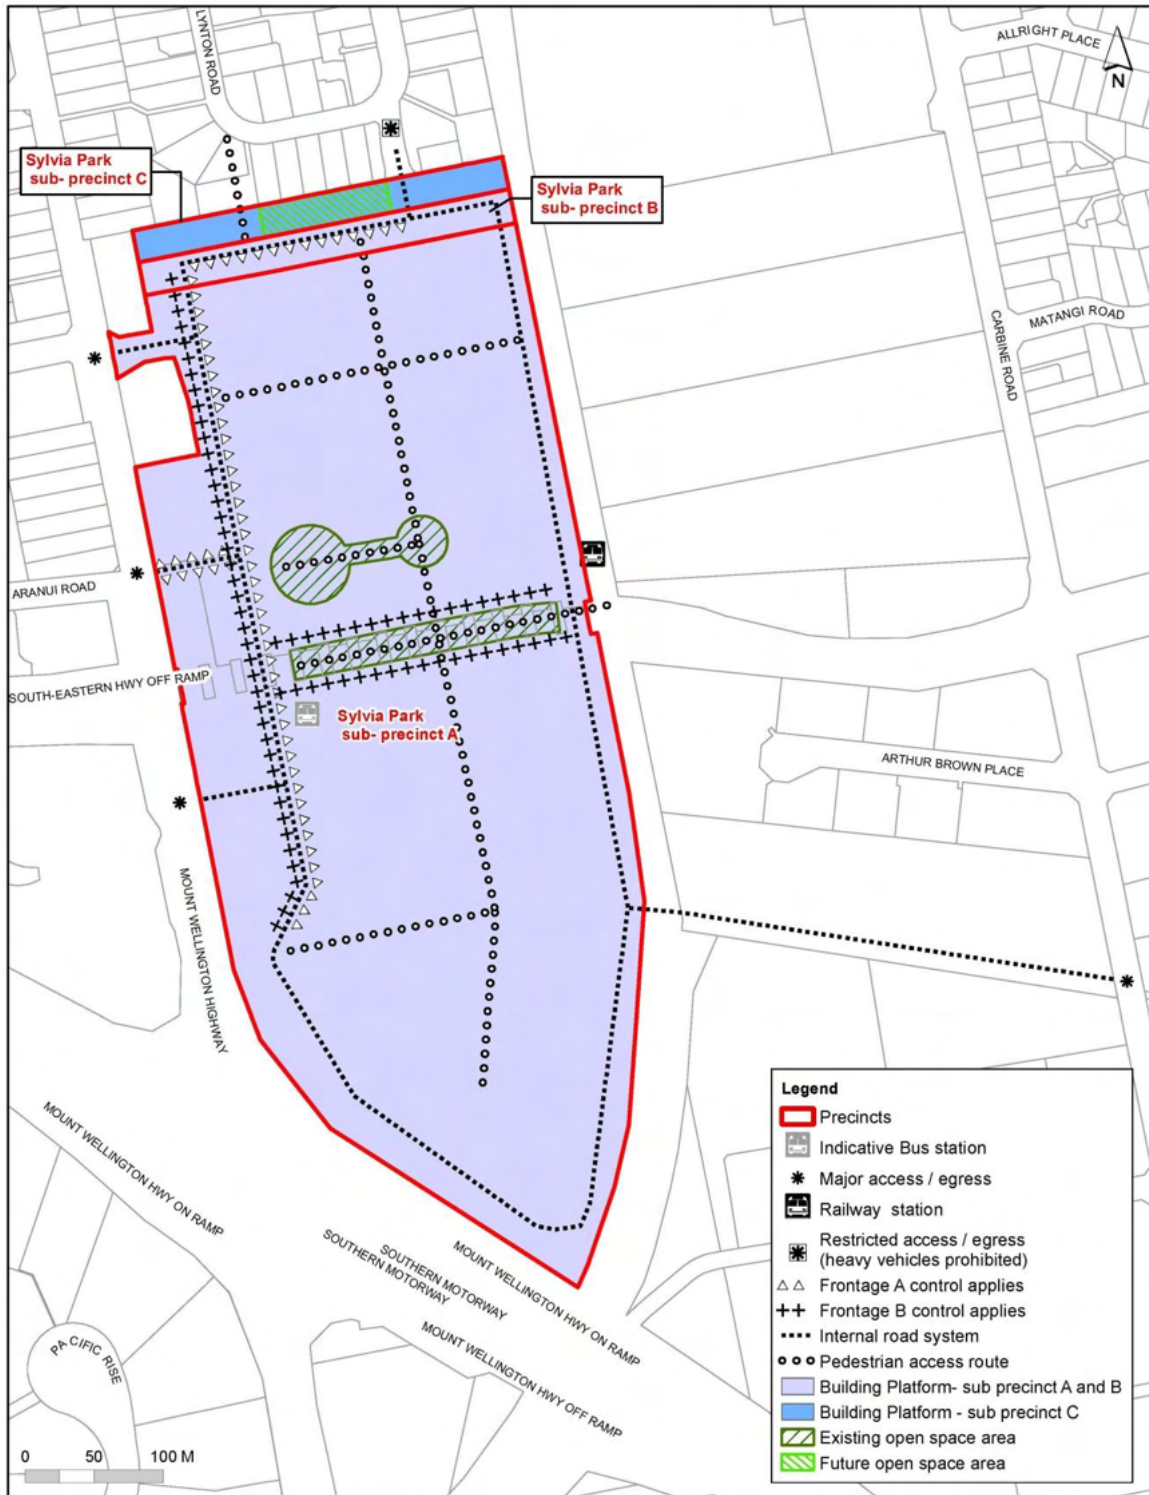 LYNTON ROAD
ALLRIGHT PLACE
N
Sylvia Park
sub- precinct C
Sylvia Park
sub- precinct B
CARBINE ROAD
MATANGI ROAD
ARANUI ROAD
SOUTH-EASTERN HWY OFF RAMP
Sylvia Park
sub- precinct A
ARTHUR BROWN PLACE
MOUNT WELLINGTON HIGHWAY
MOUNT WELLINGTON HWY ON RAMP
SOUTHERN MOTORWAY
SOUTHERN MOTORWAY
MOUNT WELLINGTON HWY ON RAMP
MOUNT WELLINGTON HWY OFF RAMP
PA CIFIC RISE
0 50 100 M
Legend
Precincts
Indicative Bus station
Major access / egress
Railway station
Restricted access / egress
(heavy vehicles prohibited)
Frontage A control applies
Frontage B control applies
Internal road system
Pedestrian access route
Building Platform- sub precinct A and B
Building Platform - sub precinct C
Existing open space area
Future open space area